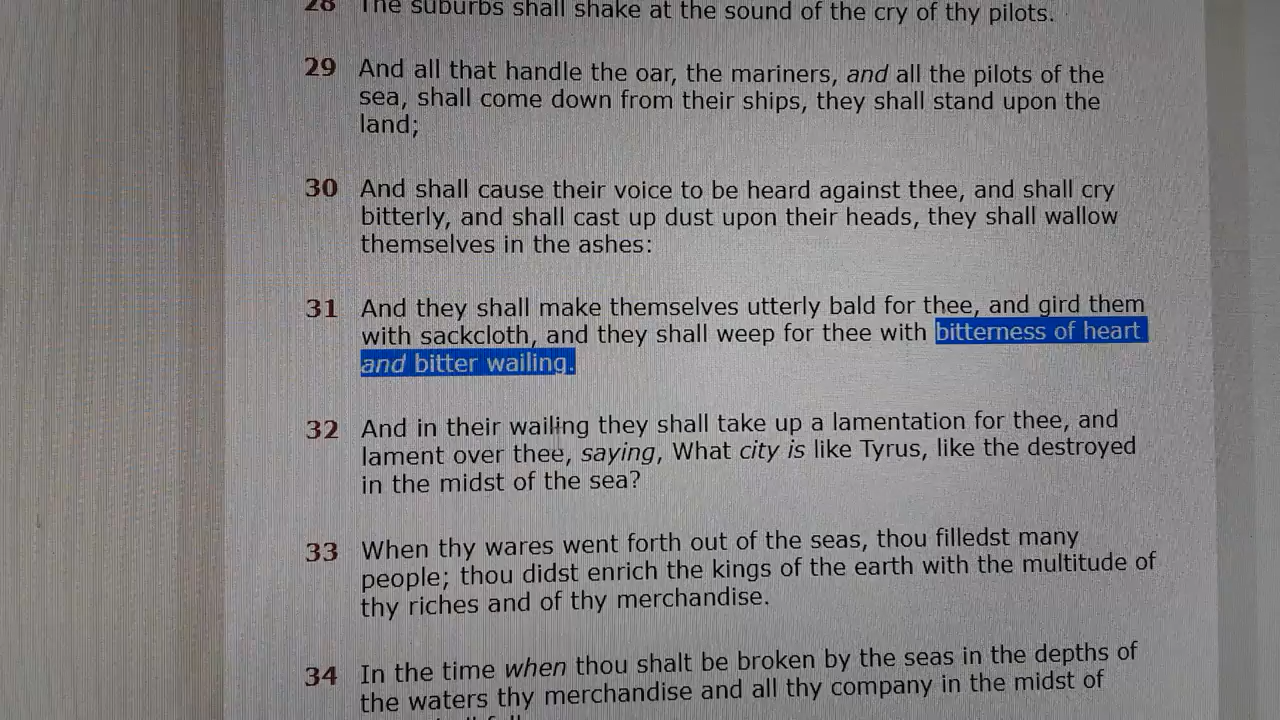 28 The suburbs shall shake at the sound of the cry of thy pilots.
29 And all that handle the oar, the mariners, and all the pilots of the
sea, shall come down from their ships, they shall stand upon the
land;
30 And shall cause their voice to be heard against thee, and shall cry
bitterly, and shall cast up dust upon their heads, they shall wallow
themselves in the ashes:
31 And they shall make themselves utterly bald for thee, and gird them
with sackcloth, and they shall weep for thee with bitterness of heart
and bitter wailing.
32 And in their wailing they shall take up a lamentation for thee, and
lament over thee, saying, What city is like Tyrus, like the destroyed
in the midst of the sea?
33 When thy wares went forth out of the seas, thou filledst many
people; thou didst enrich the kings of the earth with the multitude of
thy riches and of thy merchandise.
34 In the time when thou shalt be broken by the seas in the depths of
the waters thy merchandise and all thy company in the midst of